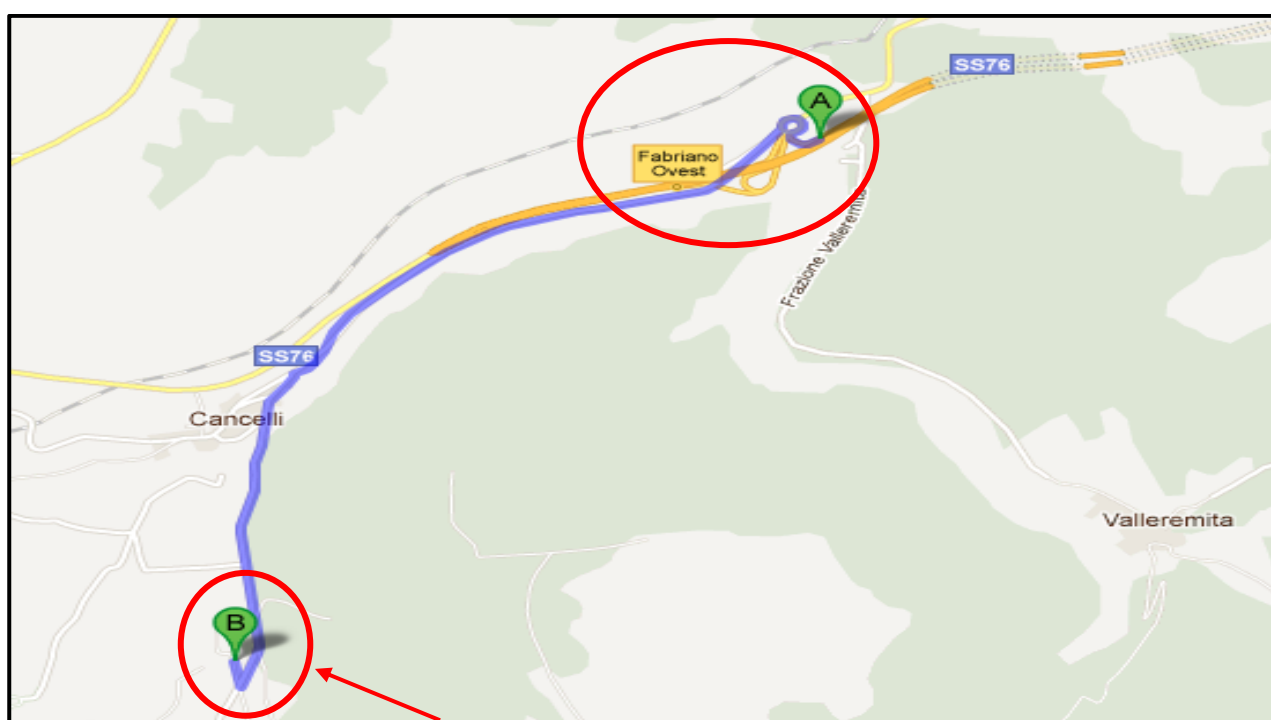 SS76
A
Fabriano
Ovest
Frazione Valleremita
SS76
Cancelli
Valleremita
B